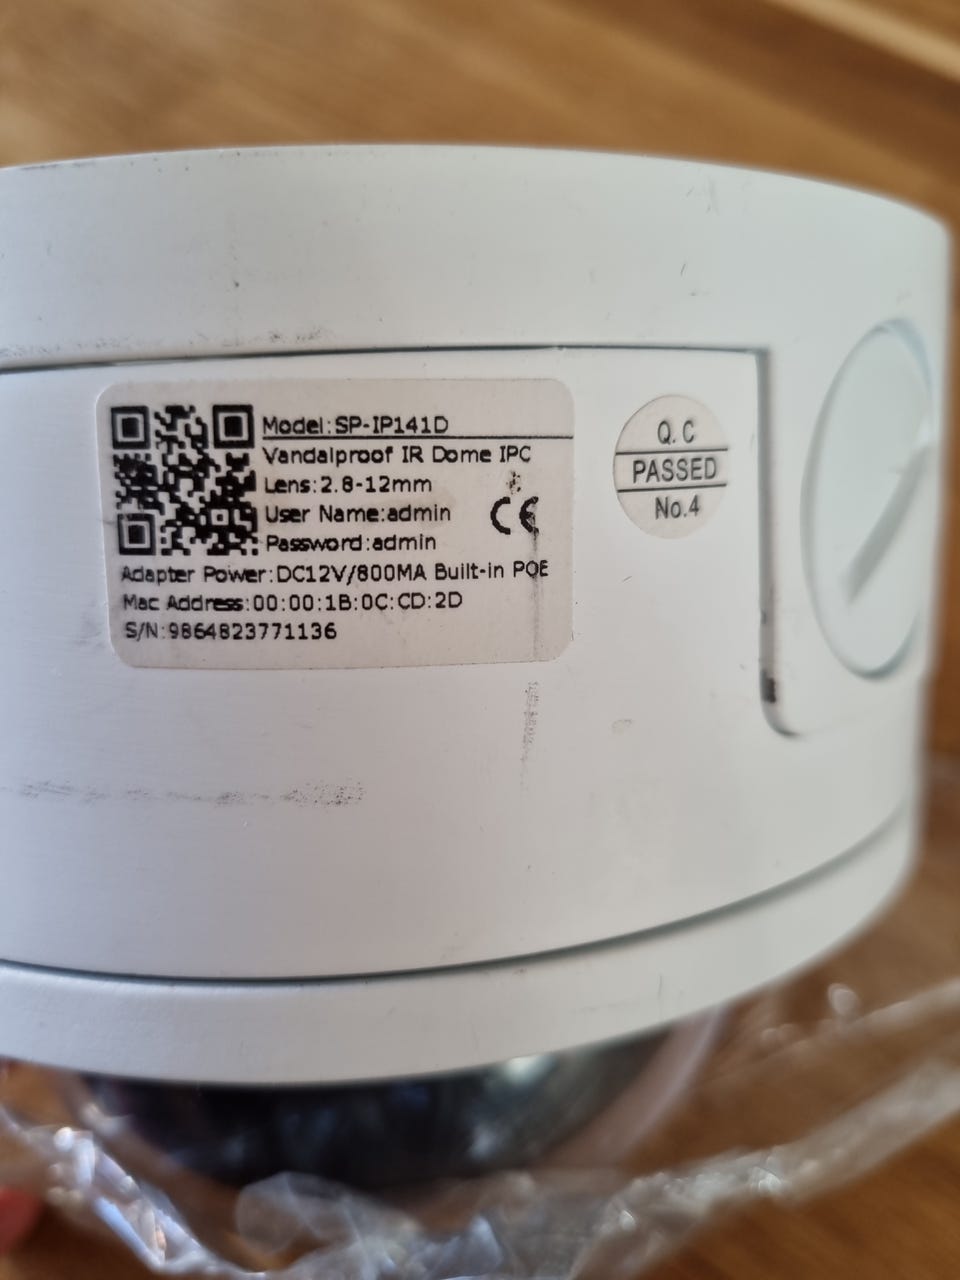 Model:SP-IP141D
Vandalproof IR Dome IPC
Lens:2.8-12mm
User Name:admin
CE
Password:admin
Adapter Power:DC12V/800MA Built-in POE
Mac Address:00:00:1B:0C:CD:2D
S/N:9864823771136
Q.C
PASSED
No.4